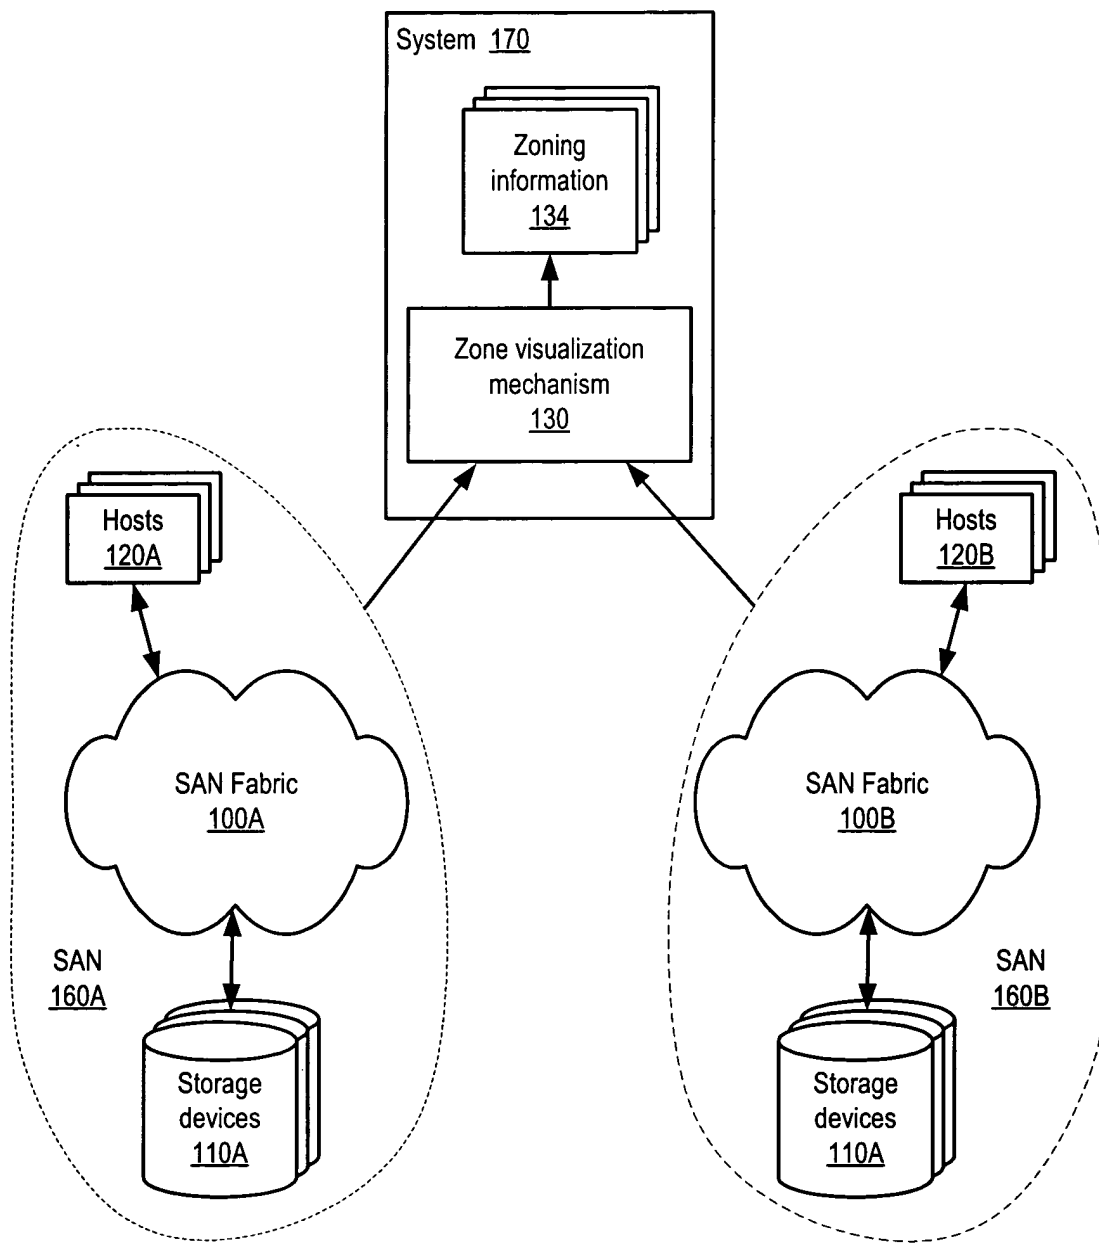 System 170
Zoning
information
134
Zone visualization
mechanism
130
Hosts
120A
SAN Fabric
100A
SAN
160A
Storage
devices
110A
Hosts
120B
SAN Fabric
100B
SAN
160B
Storage
devices
110A